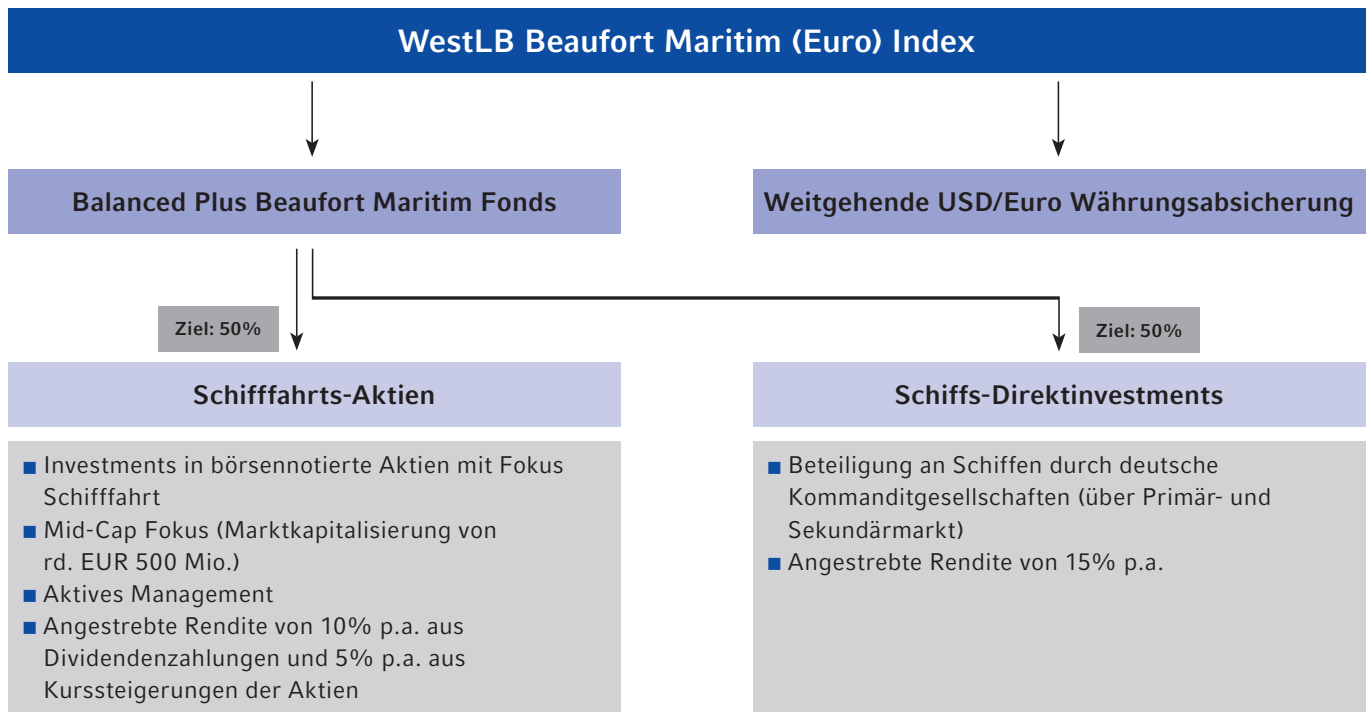 WestLB Beaufort Maritim (Euro) Index
Balanced Plus Beaufort Maritim Fonds
Weitgehende USD/Euro Währungsabsicherung
Ziel: 50%
Ziel: 50%
Schifffahrts-Aktien
■ Investments in börsennotierte Aktien mit Fokus
Schifffahrt
■ Mid-Cap Fokus (Marktkapitalisierung von
rd. EUR 500 Mio.)
■ Aktives Management
■ Angestrebte Rendite von 10% p.a. aus
Dividendenzahlungen und 5% p.a. aus
Kurssteigerungen der Aktien
Schiffs-Direktinvestments
■ Beteiligung an Schiffen durch deutsche
Kommanditgesellschaften (über Primär- und
Sekundärmarkt)
■ Angestrebte Rendite von 15% p.a.